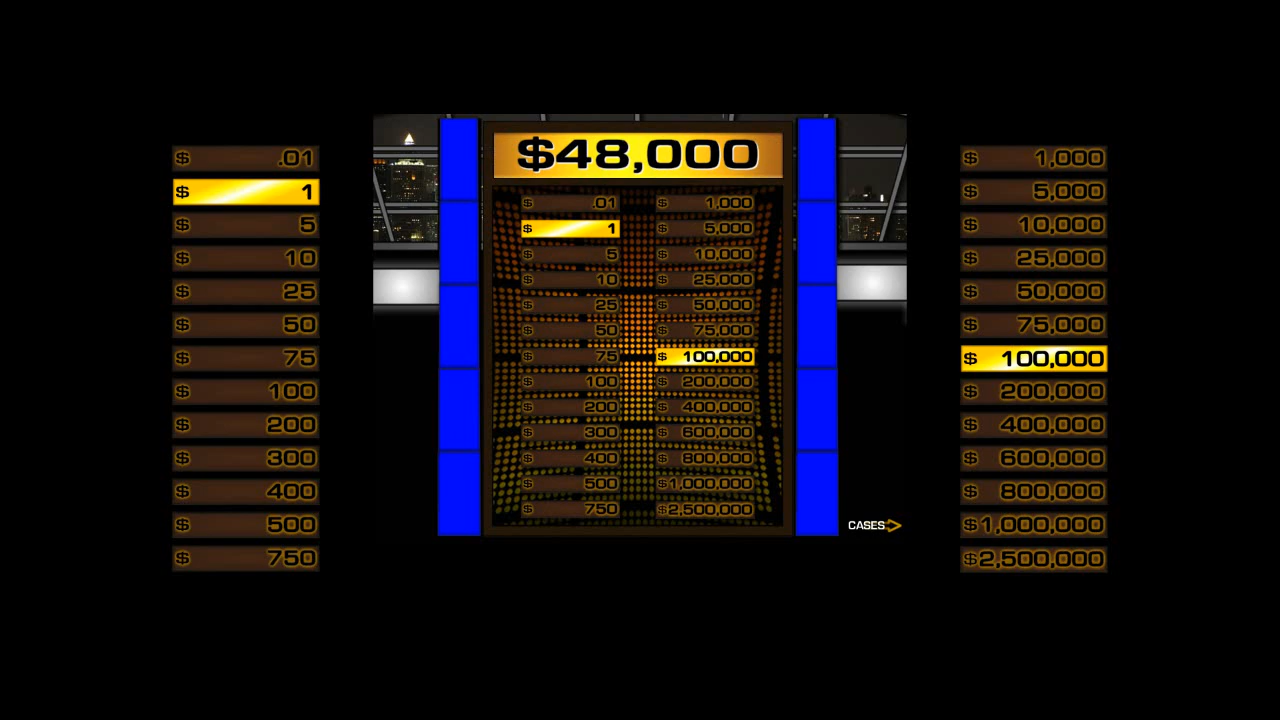 $48,000
$ .01
$ 1
$ 5
$ 10
$ 25
$ 50
$ 75
$ 100
$ 200
$ 300
$ 400
$ 500
$ 750
$ .01 $ 1,000
$ 1 $ 5,000
$ 5 $ 10,000
$ 10 $ 25,000
$ 25 $ 50,000
$ 50 $ 75,000
$ 75 $ 100,000
$ 100 $ 200,000
$ 200 $ 400,000
$ 300 $ 600,000
$ 400 $ 800,000
$ 500 $1,000,000
$ 750 $2,500,000
$ 1,000
$ 5,000
$ 10,000
$ 25,000
$ 50,000
$ 75,000
$ 100,000
$ 200,000
$ 400,000
$ 600,000
$ 800,000
$1,000,000
$2,500,000
CASES